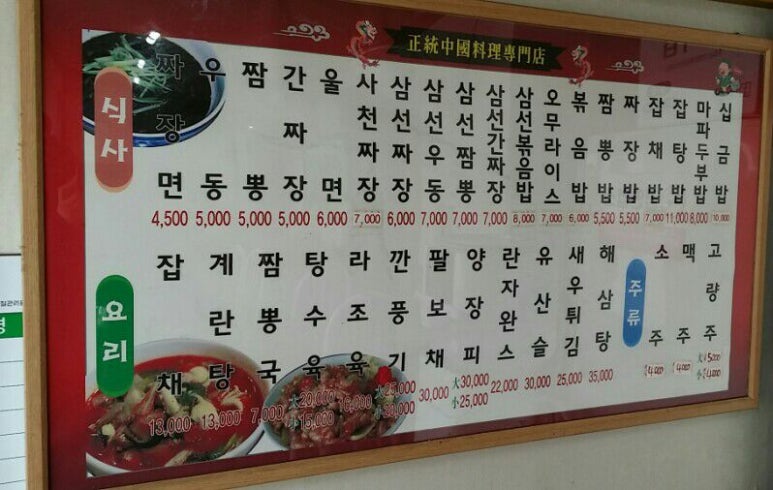 正統中國料理專門店
식사
짜장면 4,500
우동 5,000
짬뽕 5,000
간짜장 5,000
울면 6,000
사천짜장 7,000
삼선짜장 6,000
삼선우동 7,000
삼선짬뽕 7,000
삼선간짜장 7,000
삼선볶음밥 8,000
오무라이스 7,000
볶음밥 6,000
짬뽕밥 5,500
짜장밥 5,500
잡채밥 7,000
잡탕밥 11,000
마파두부밥 8,000
십금밥 10,000
요리
잡채 13,000
계란탕 13,000
짬뽕국 7,000
탕수육 大20,000 小15,000
라조육
깐풍기
팔보채 30,000
양장피 大30,000 小25,000
란자완스 22,000
유산슬 30,000
새우튀김 25,000
해삼탕 35,000
주류
소주 4,000
맥주 4,000
고량주